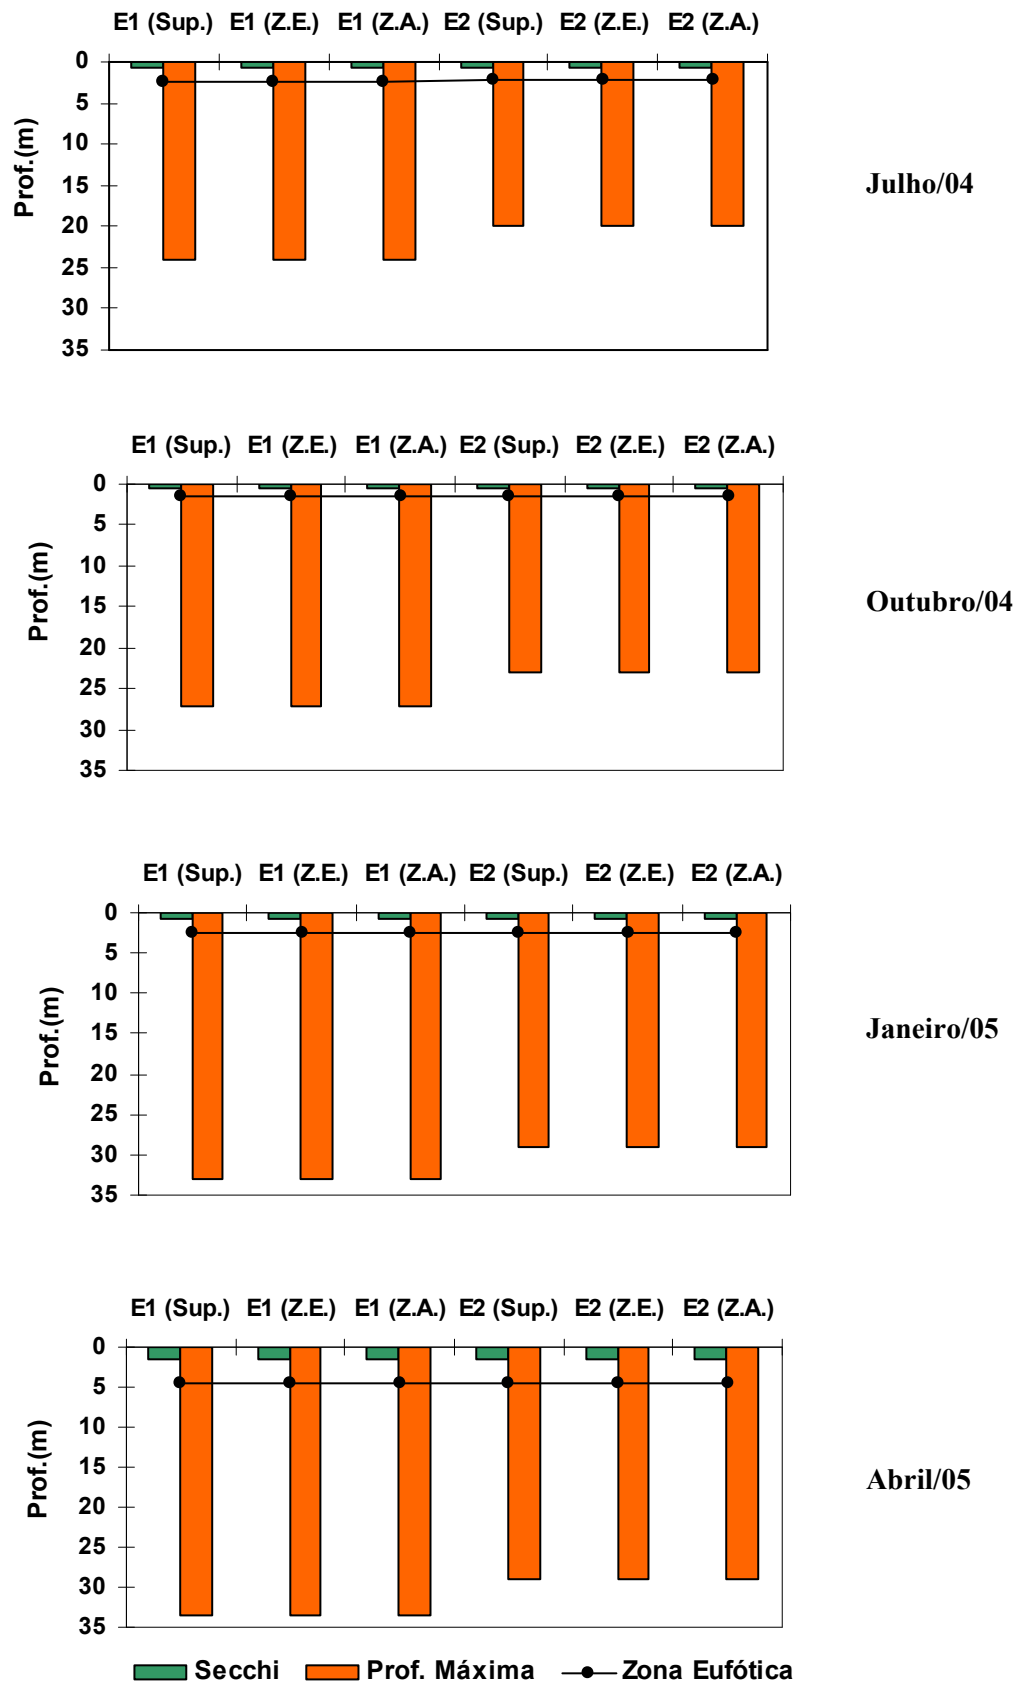 E1 (Sup.) E1 (Z.E.) E1 (Z.A.) E2 (Sup.) E2 (Z.E.) E2 (Z.A.)
0
5
10
15
20
25
30
35
Prof.(m)
Julho/04
E1 (Sup.) E1 (Z.E.) E1 (Z.A.) E2 (Sup.) E2 (Z.E.) E2 (Z.A.)
0
5
10
15
20
25
30
35
Prof.(m)
Outubro/04
E1 (Sup.) E1 (Z.E.) E1 (Z.A.) E2 (Sup.) E2 (Z.E.) E2 (Z.A.)
0
5
10
15
20
25
30
35
Prof.(m)
Janeiro/05
E1 (Sup.) E1 (Z.E.) E1 (Z.A.) E2 (Sup.) E2 (Z.E.) E2 (Z.A.)
0
5
10
15
20
25
30
35
Prof.(m)
Abril/05
Secchi Prof. Máxima Zona Eufótica